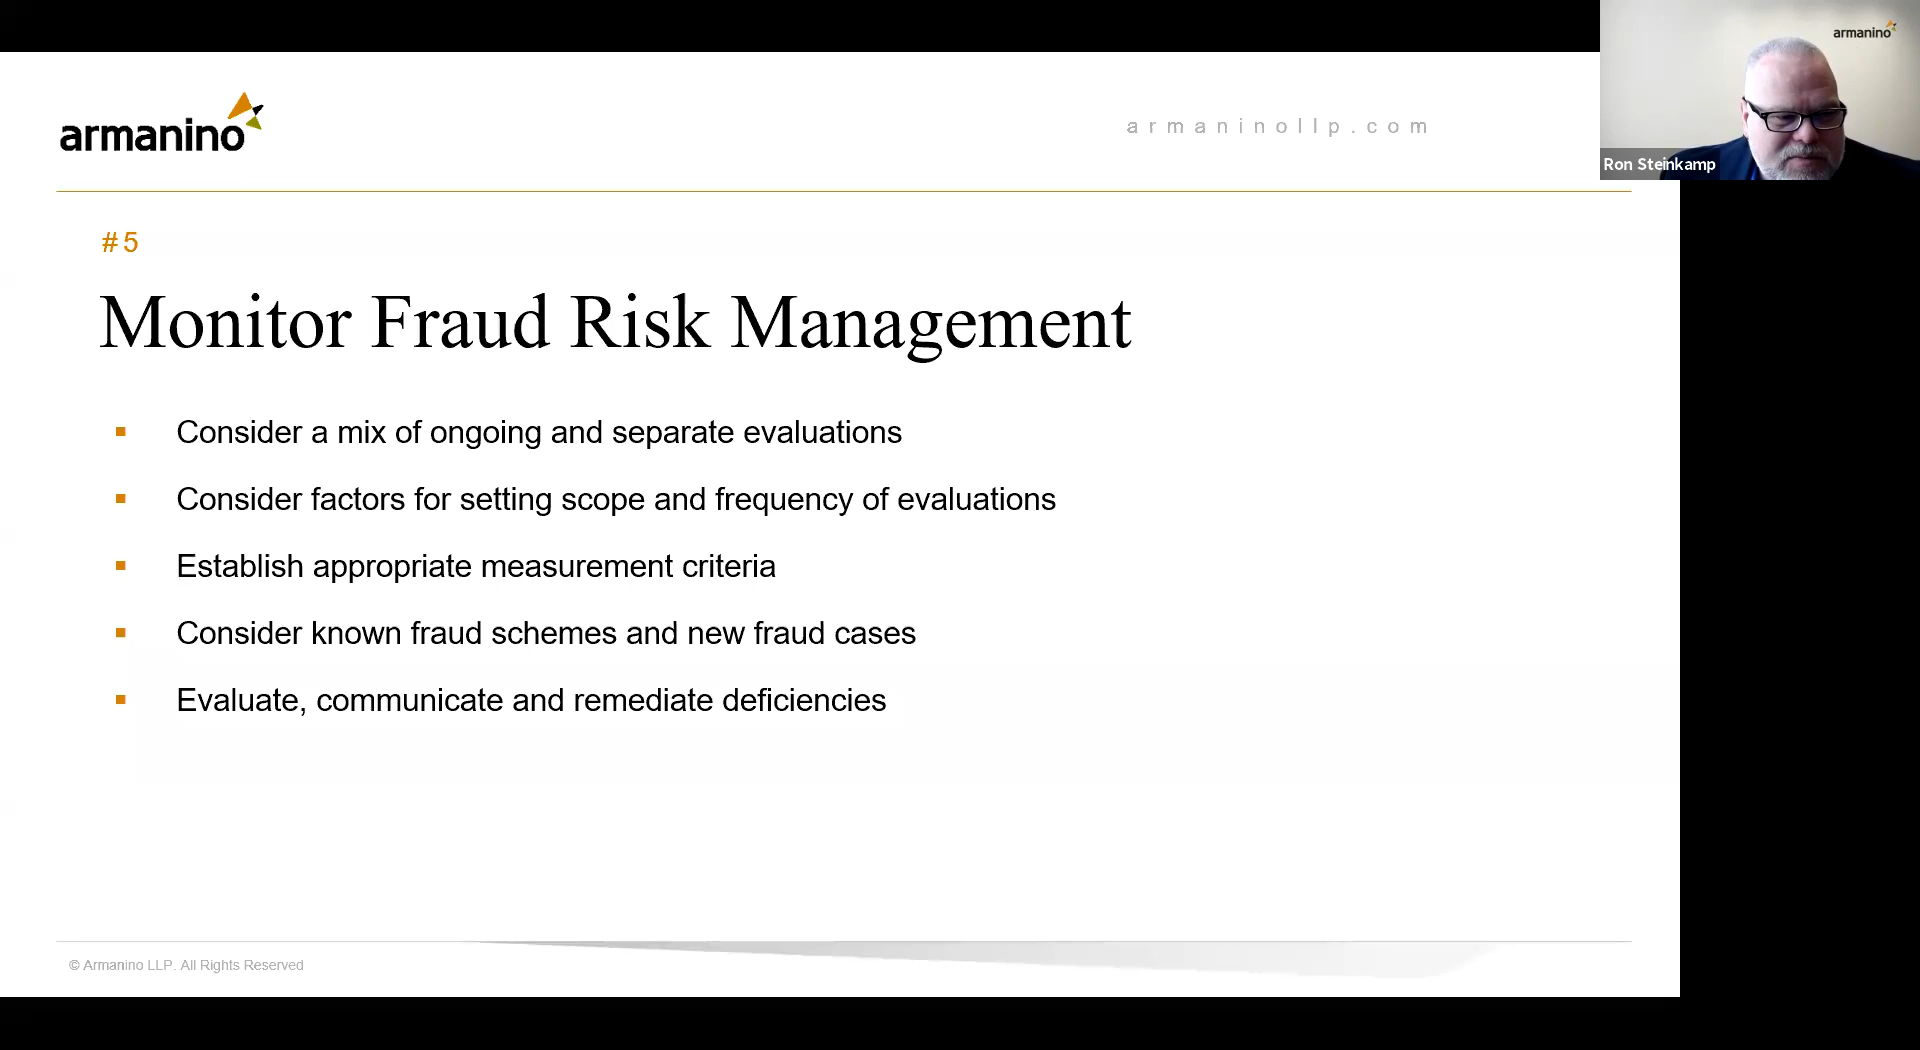 armanino
armaninollp.com
armanino
Ron Steinkamp
#5
Monitor Fraud Risk Management
Consider a mix of ongoing and separate evaluations
Consider factors for setting scope and frequency of evaluations
Establish appropriate measurement criteria
Consider known fraud schemes and new fraud cases
Evaluate, communicate and remediate deficiencies
© Armanino LLP. All Rights Reserved